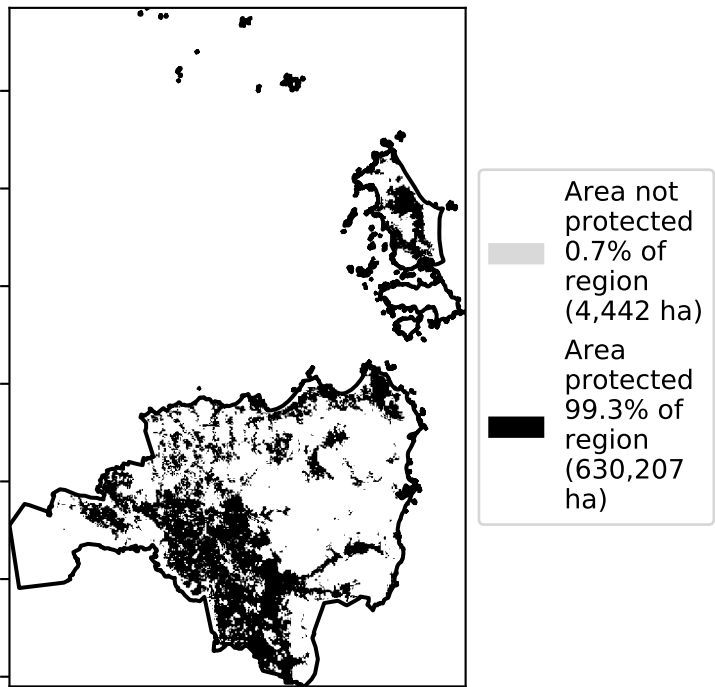 Area not
protected
0.7% of
region
(4,442 ha)
Area
protected
99.3% of
region
(630,207
ha)